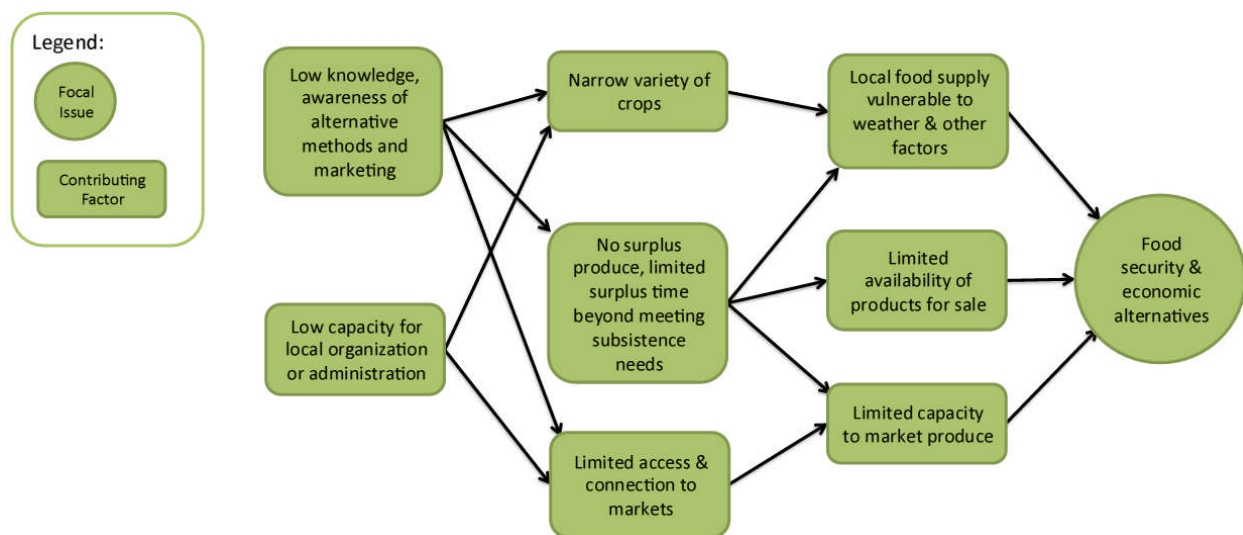 Legend:
Focal
Issue
Contributing
Factor
Low knowledge,
awareness of
alternative
methods and
marketing
Low capacity for
local organization
or administration
Narrow variety of
crops
No surplus
produce, limited
surplus time
beyond meeting
subsistence
needs
Limited access &
connection to
markets
Local food supply
vulnerable to
weather & other
factors
Limited
availability of
products for sale
Limited capacity
to market produce
Food
security &
economic
alternatives